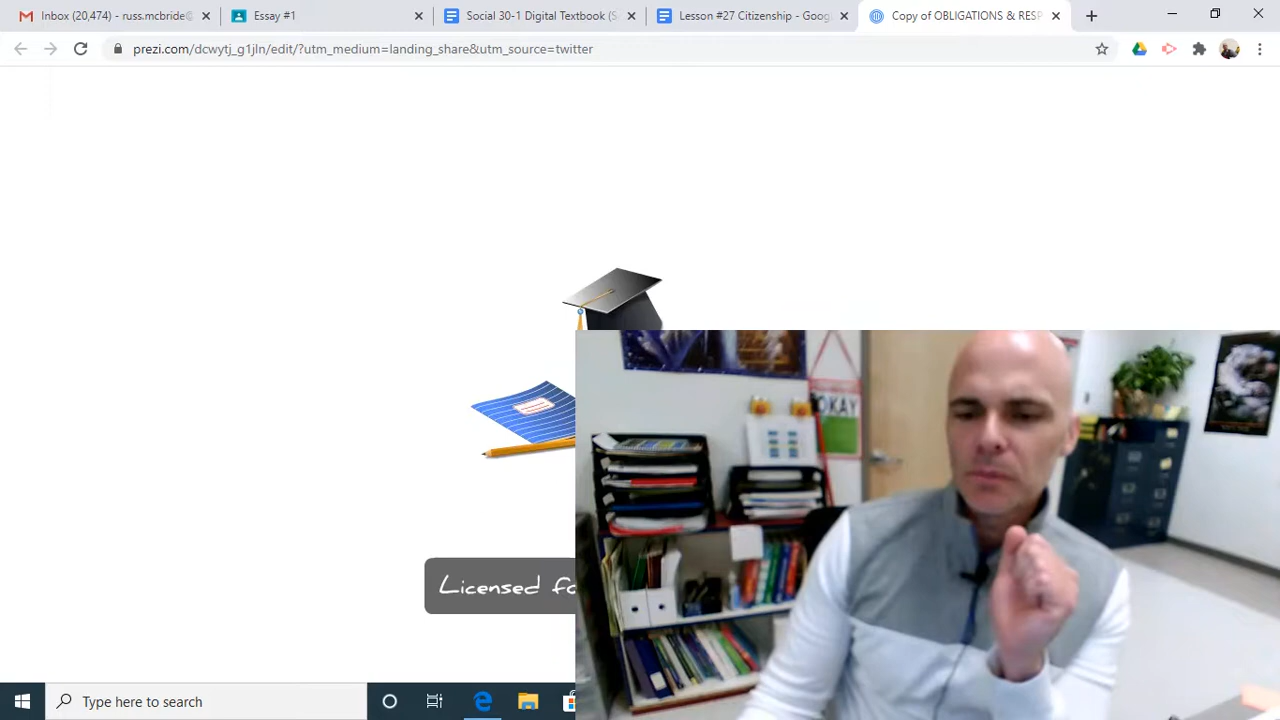 Inbox (20,474) - russ.mcbride
Essay #1
Social 30-1 Digital Textbook (S
Lesson #27 Citizenship - Goog
Copy of OBLIGATIONS & RESP
prezi.com/dcwytj_g1jln/edit/?utm_medium=landing_share&utm_source=twitter
OKAY
Licensed fo
Type here to search